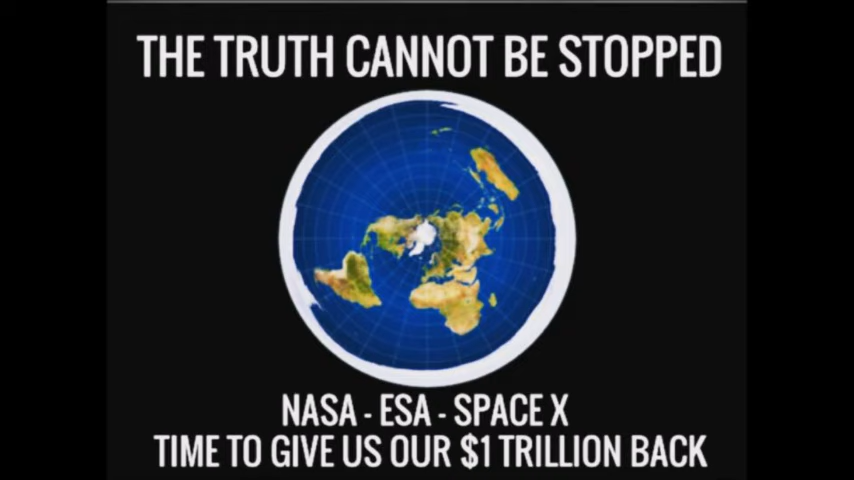 THE TRUTH CANNOT BE STOPPED
NASA - ESA - SPACE X
TIME TO GIVE US OUR $1 TRILLION BACK